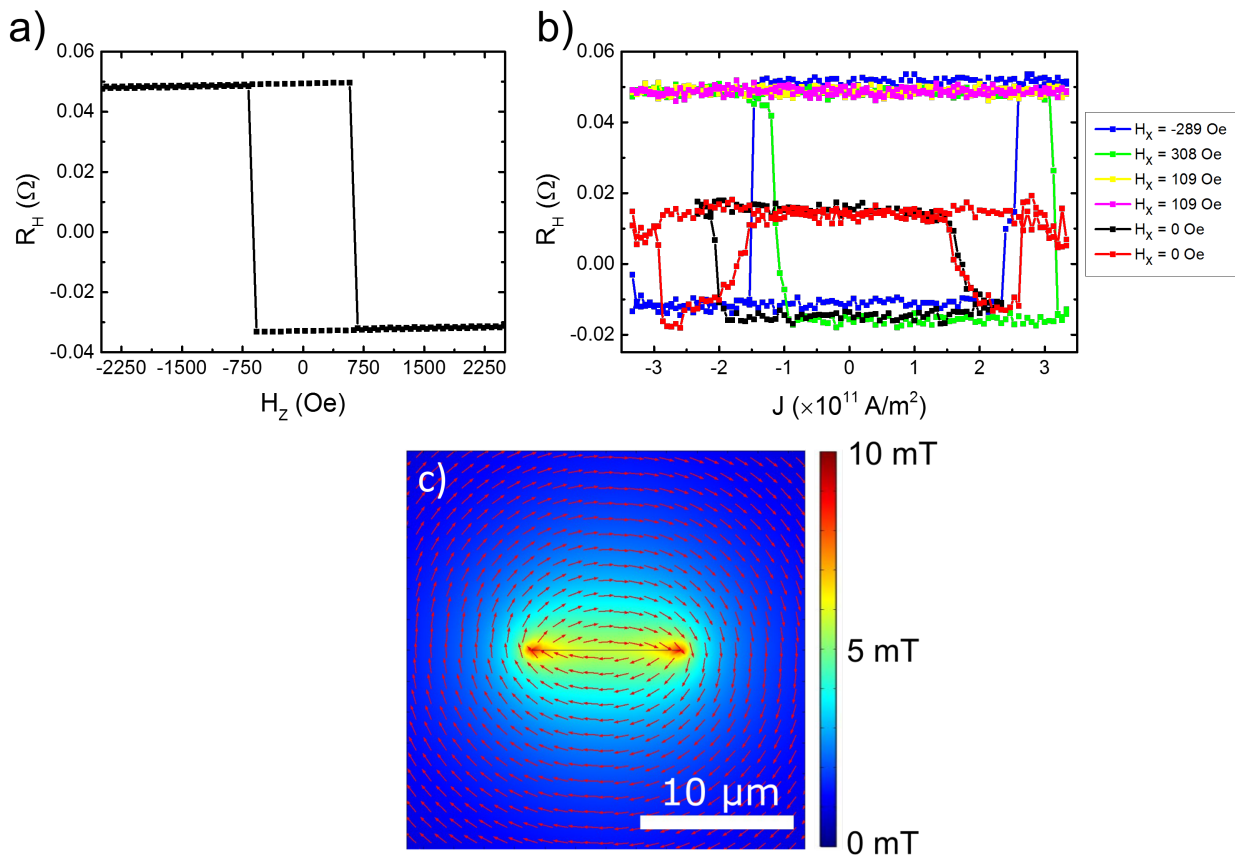 a)
0.06
0.04
0.02
0.00
-0.02
-0.04
R_H (Ω)
-2250 -1500 -750 0 750 1500 2250
H_Z (Oe)
b)
0.06
0.04
0.02
0.00
-0.02
R_H (Ω)
-3 -2 -1 0 1 2 3
J (×10^11 A/m^2)
H_X = -289 Oe
H_X = 308 Oe
H_X = 109 Oe
H_X = 109 Oe
H_X = 0 Oe
H_X = 0 Oe
c)
10 μm
10 mT
5 mT
0 mT